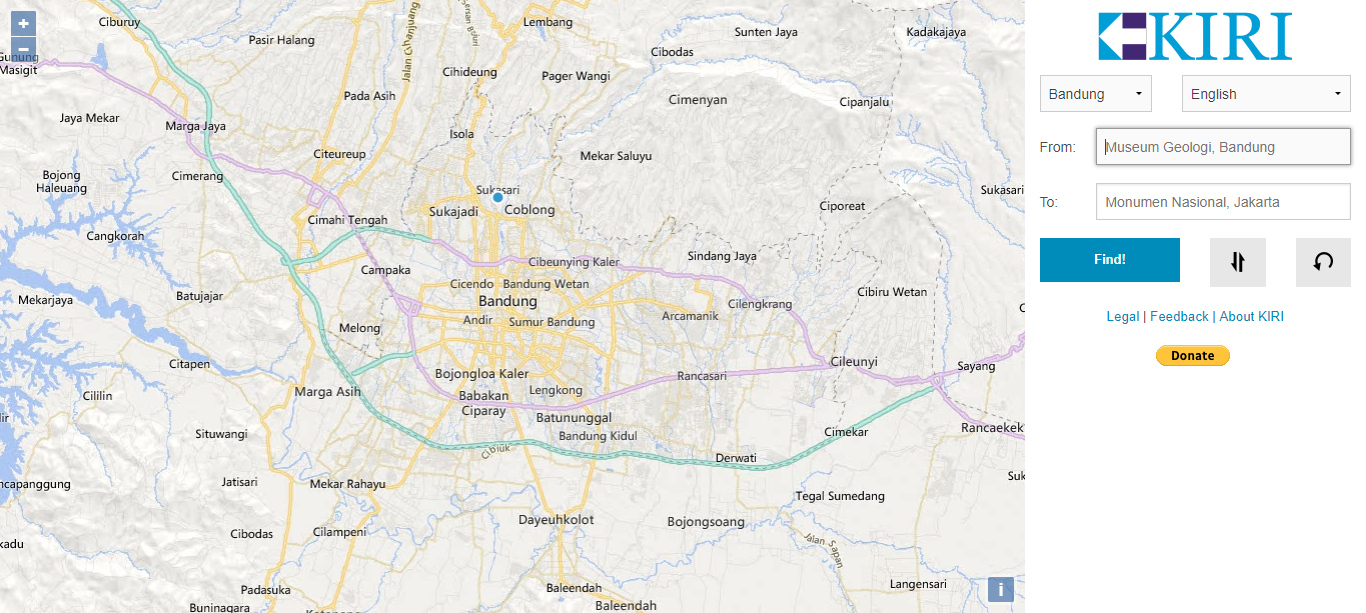 +
−
Ciburuy
Lembang
Sunten Jaya
Kadakajaya
Pasir Halang
Jalan Cihanjuang
Cibodas
Gunung
Masigit
Cihideung
Pager Wangi
Pada Asih
Cimenyan
Cipanjalu
Jaya Mekar
Marga Jaya
Isola
Citeureup
Mekar Saluyu
Bojong
Haleuang
Cimerang
Sukasari
Sukasari
Sukajadi
Coblong
Ciporeat
Cimahi Tengah
Cangkorah
Sindang Jaya
Campaka
Cibeunying Kaler
Cicendo
Bandung Wetan
Cibiru Wetan
Batujajar
Mekarjaya
Bandung
Cilengkrang
C
Andir
Sumur Bandung
Arcamanik
Melong
Citapen
Cileunyi
Sayang
Bojongloa Kaler
Rancasari
Marga Asih
Lengkong
Cililin
Babakan
Ciparay
Batununggal
Situwangi
Bandung Kidul
Cimekar
Rancaekek
Derwati
Suk
ncapanggung
Jatisari
Mekar Rahayu
Tegal Sumedang
Dayeuhkolot
Bojongsoang
Cibodas
Cilampeni
kadu
Jalan Sapan
Langensari
Padasuka
Baleendah
Buninagara
Baleendah
i
KIRI
Bandung
English
From:
Museum Geologi, Bandung
To:
Monumen Nasional, Jakarta
Find!
Legal | Feedback | About KIRI
Donate